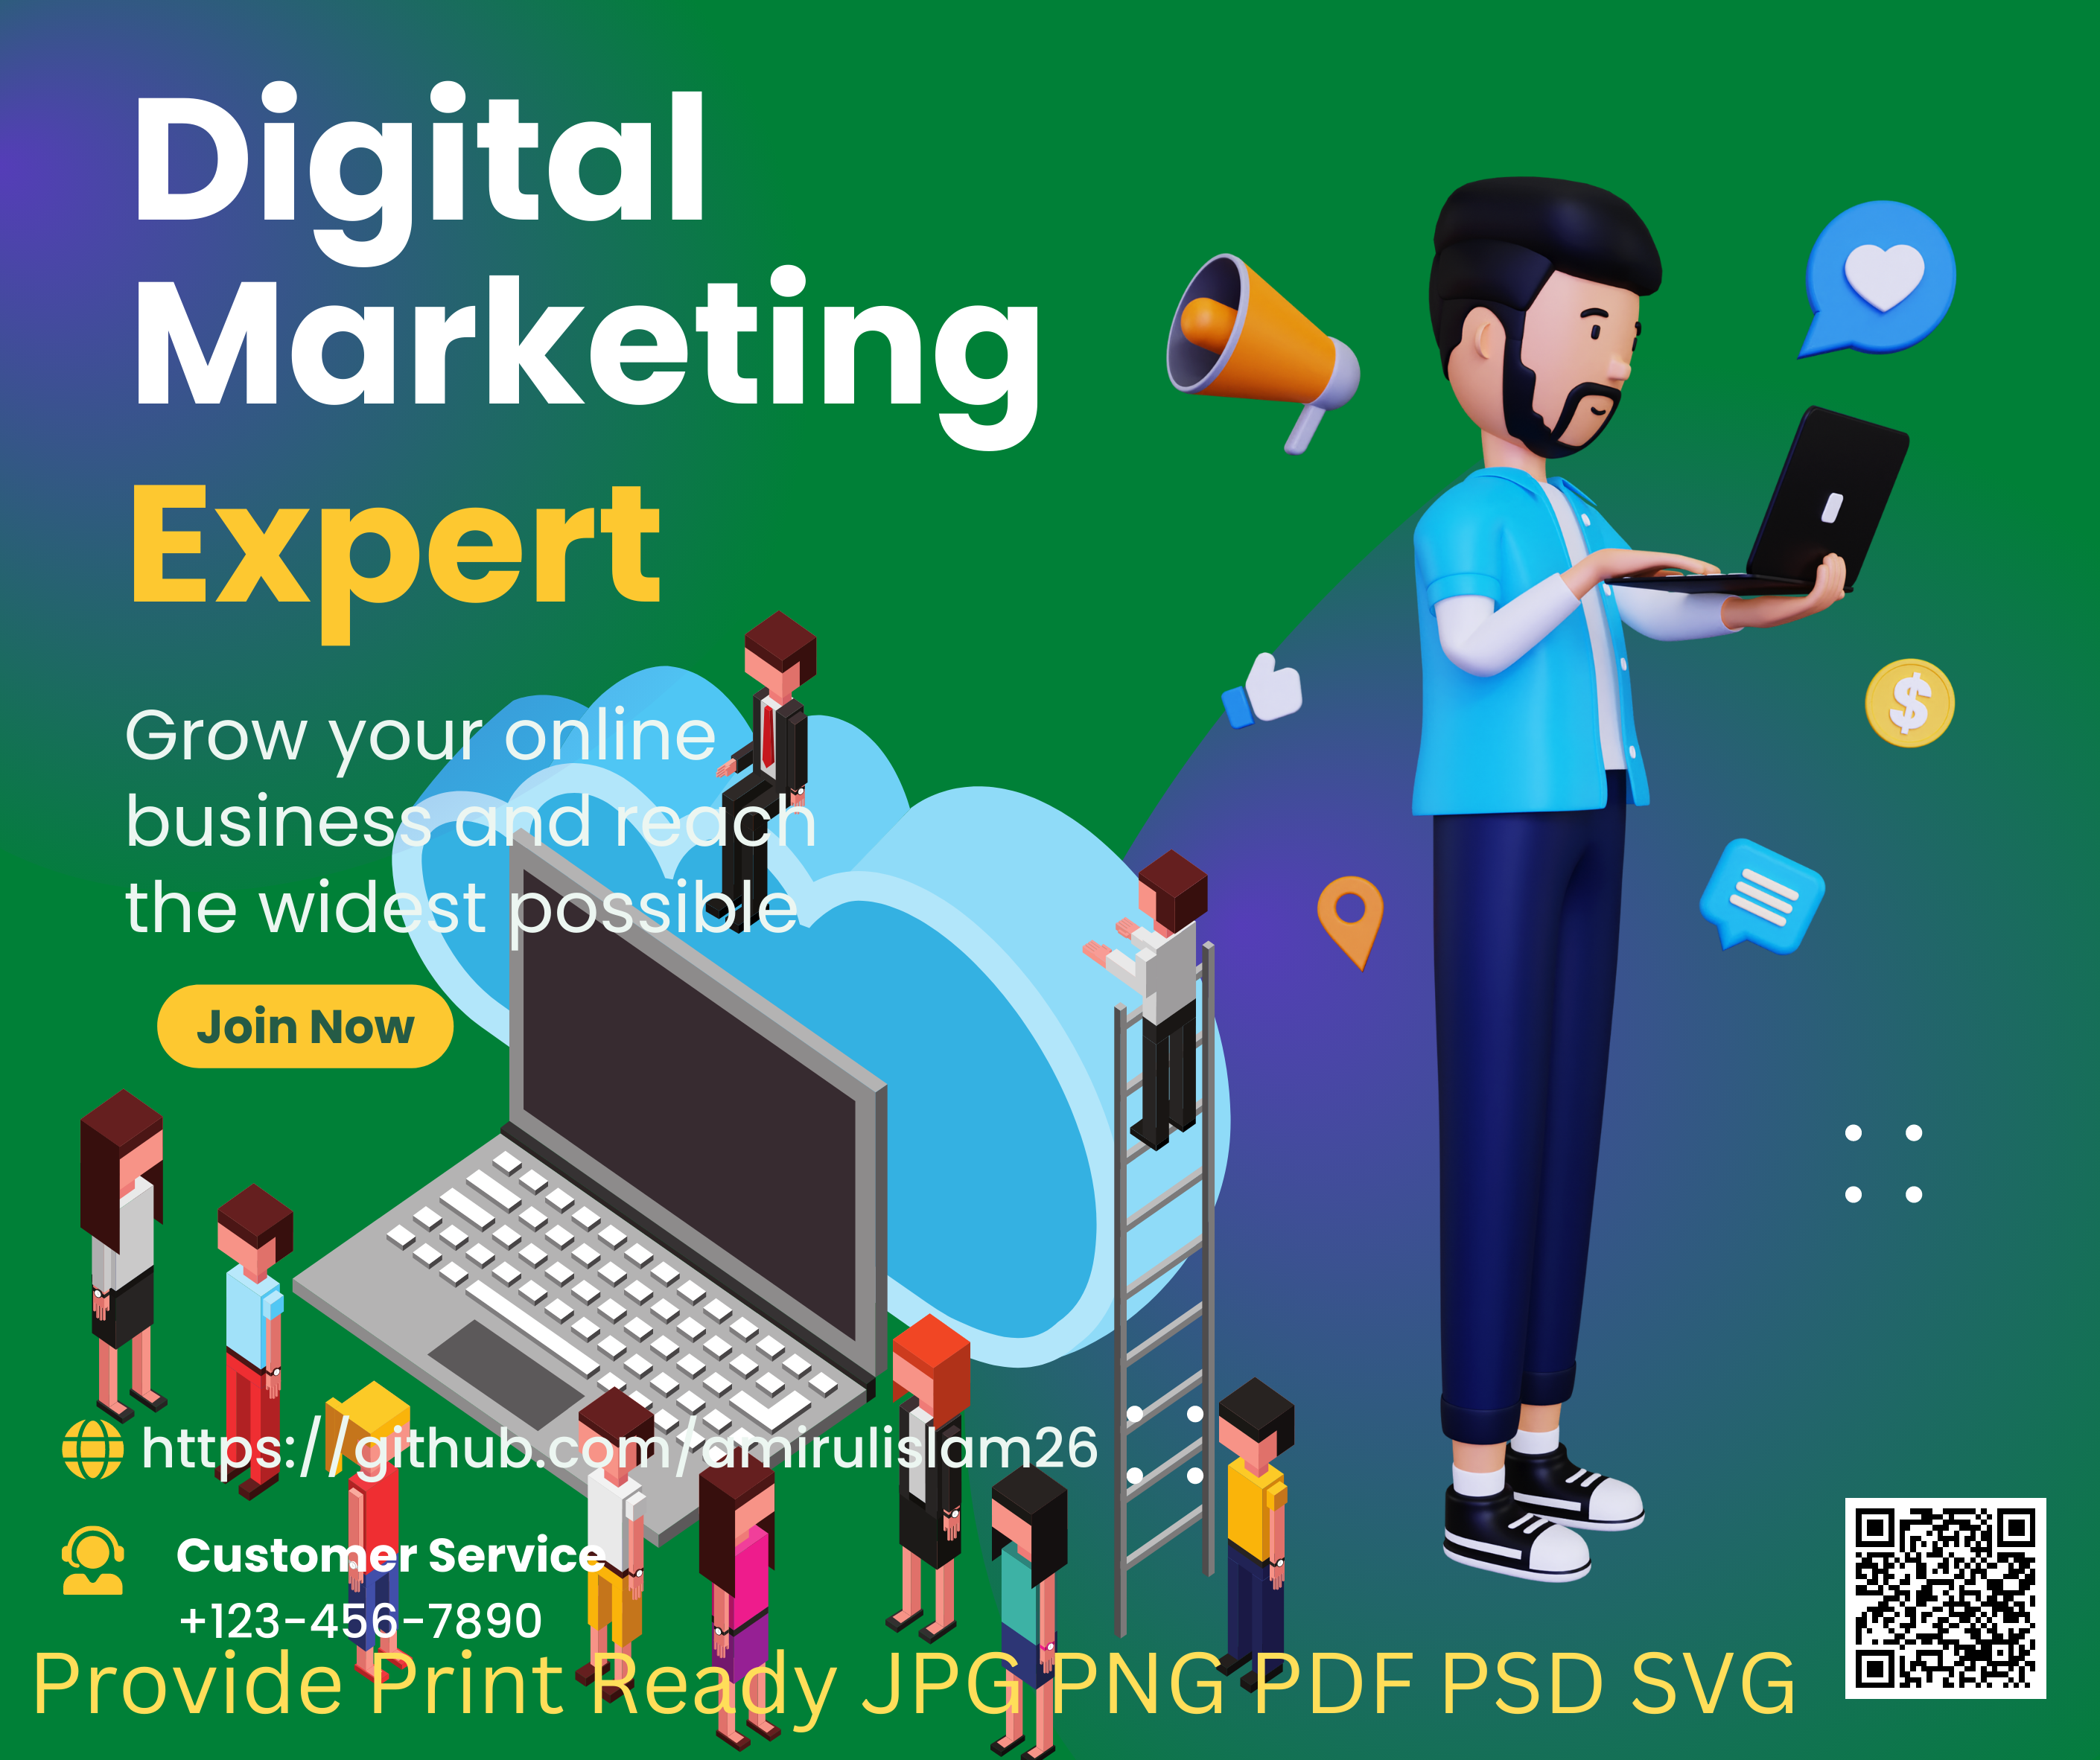 Digital
Marketing
Expert
Grow your online
business and reach
the widest possible
Join Now
https://github.com/amirulislam26
Customer Service
+123-456-7890
Provide Print Ready JPG PNG PDF PSD SVG